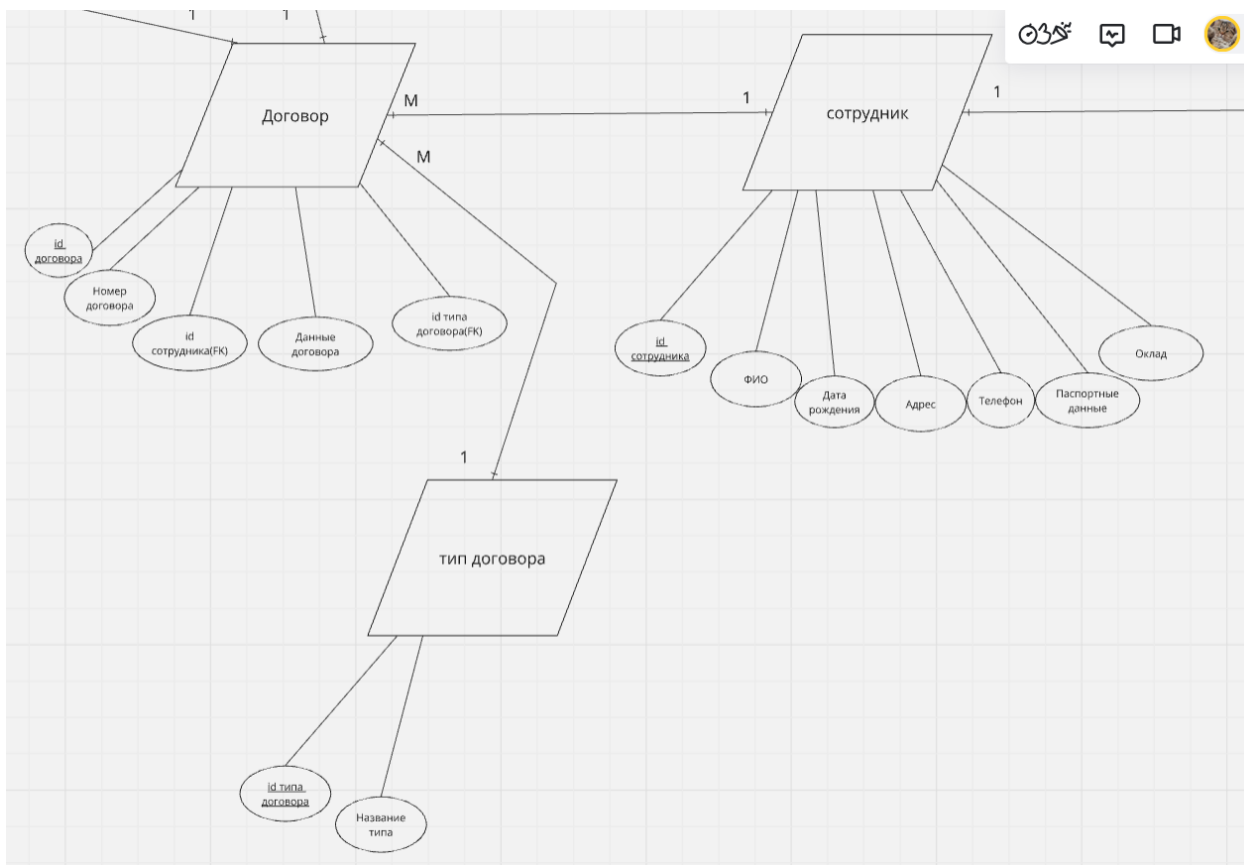 1
1
Договор
M
1
сотрудник
1
M
id
договора
Номер
договора
id
сотрудника(FK)
Данные
договора
id типа
договора(FK)
id
сотрудника
ФИО
Дата
рождения
Адрес
Телефон
Паспортные
данные
Оклад
1
тип договора
id типа
договора
Название
типа